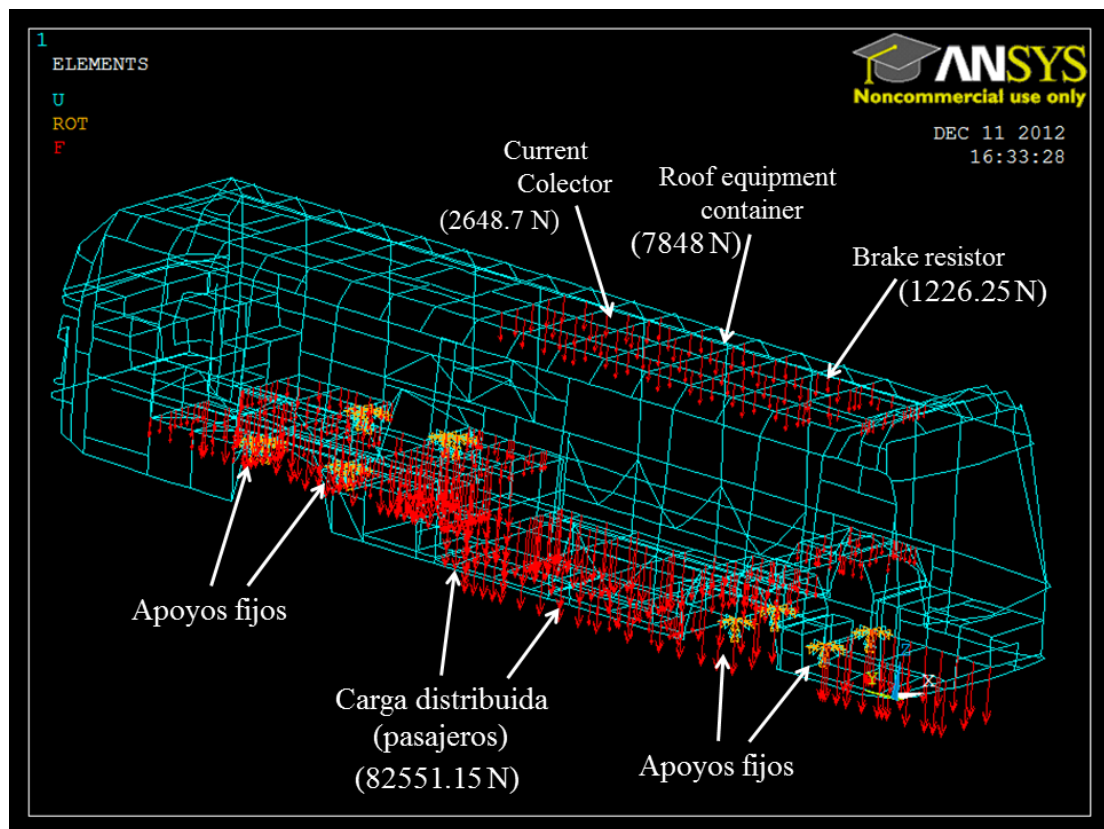 1
ELEMENTS
U
ROT
F
ANSYS
Noncommercial use only
DEC 11 2012
16:33:28
Current
Colector
(2648.7 N)
Roof equipment
container
(7848 N)
Brake resistor
(1226.25 N)
Apoyos fijos
Carga distribuida
(pasajeros)
(82551.15 N)
Apoyos fijos
Z
Y
X